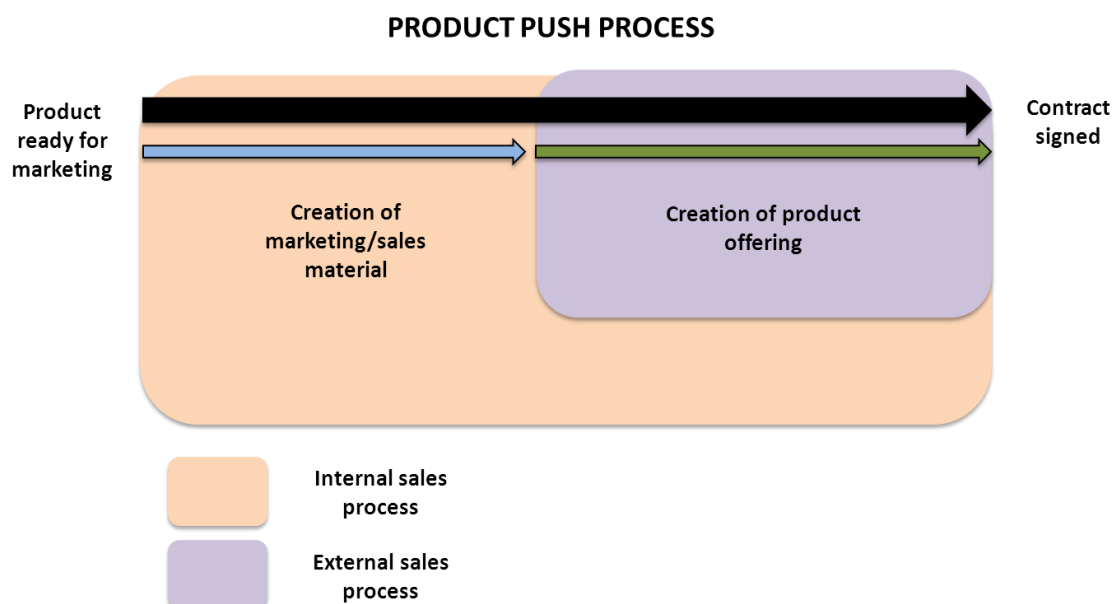 PRODUCT PUSH PROCESS
Product
ready for
marketing
Contract
signed
Creation of
marketing/sales
material
Creation of product
offering
Internal sales
process
External sales
process